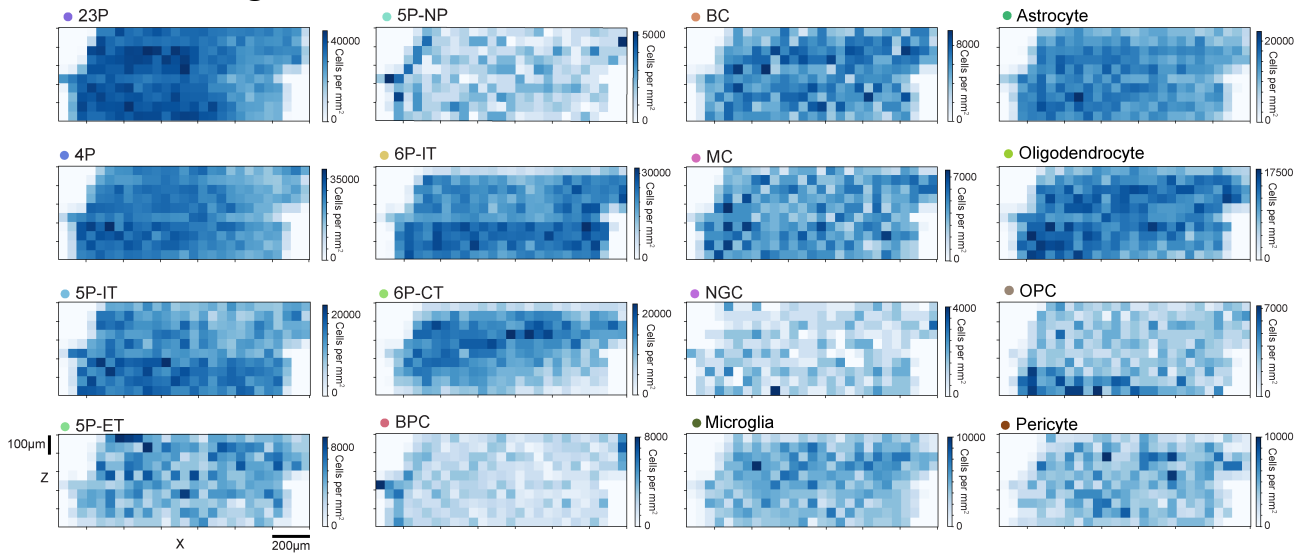 23P
5P-NP
BC
Astrocyte
40000
Cells per mm²
0
5000
Cells per mm²
0
8000
Cells per mm²
0
20000
Cells per mm²
0
4P
6P-IT
MC
Oligodendrocyte
35000
Cells per mm²
0
30000
Cells per mm²
0
7000
Cells per mm²
0
17500
Cells per mm²
0
5P-IT
6P-CT
NGC
OPC
20000
Cells per mm²
0
20000
Cells per mm²
0
4000
Cells per mm²
0
7000
Cells per mm²
0
5P-ET
BPC
Microglia
Pericyte
8000
Cells per mm²
0
8000
Cells per mm²
0
10000
Cells per mm²
0
10000
Cells per mm²
0
100µm
Z
X
200µm